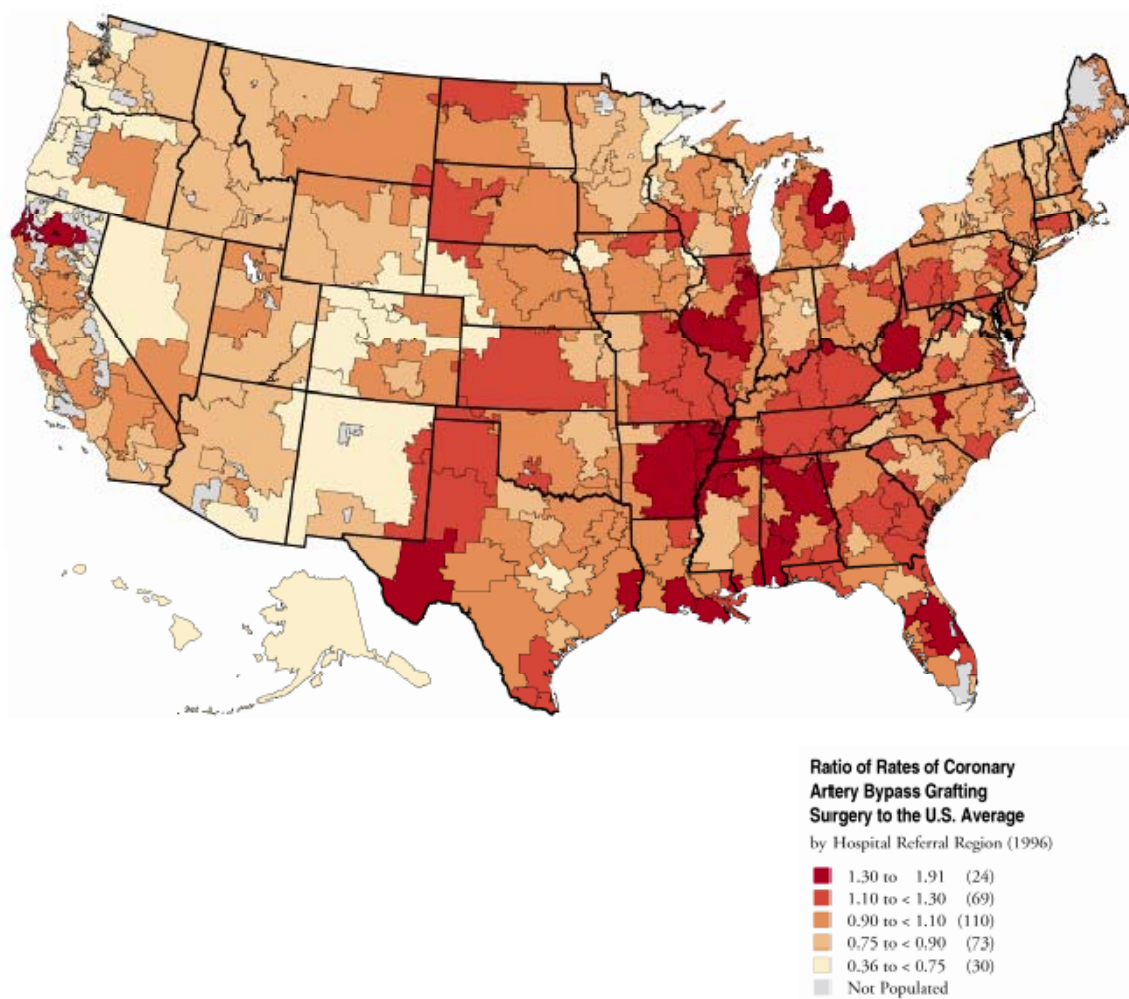 Ratio of Rates of Coronary
Artery Bypass Grafting
Surgery to the U.S. Average
by Hospital Referral Region (1996)
1.30 to 1.91 (24)
1.10 to < 1.30 (69)
0.90 to < 1.10 (110)
0.75 to < 0.90 (73)
0.36 to < 0.75 (30)
Not Populated